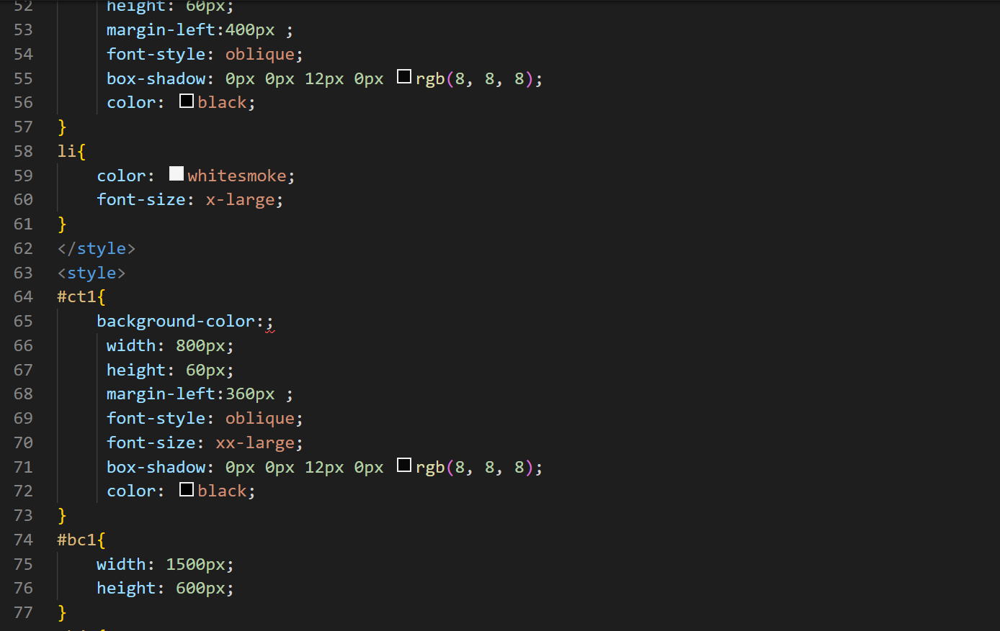 52 height: 60px;
53 margin-left:400px ;
54 font-style: oblique;
55 box-shadow: 0px 0px 12px 0px rgb(8, 8, 8);
56 color: black;
57 }
58 li{
59 color: whitesmoke;
60 font-size: x-large;
61 }
62 </style>
63 <style>
64 #ct1{
65 background-color:;
66 width: 800px;
67 height: 60px;
68 margin-left:360px ;
69 font-style: oblique;
70 font-size: xx-large;
71 box-shadow: 0px 0px 12px 0px rgb(8, 8, 8);
72 color: black;
73 }
74 #bc1{
75 width: 1500px;
76 height: 600px;
77 }